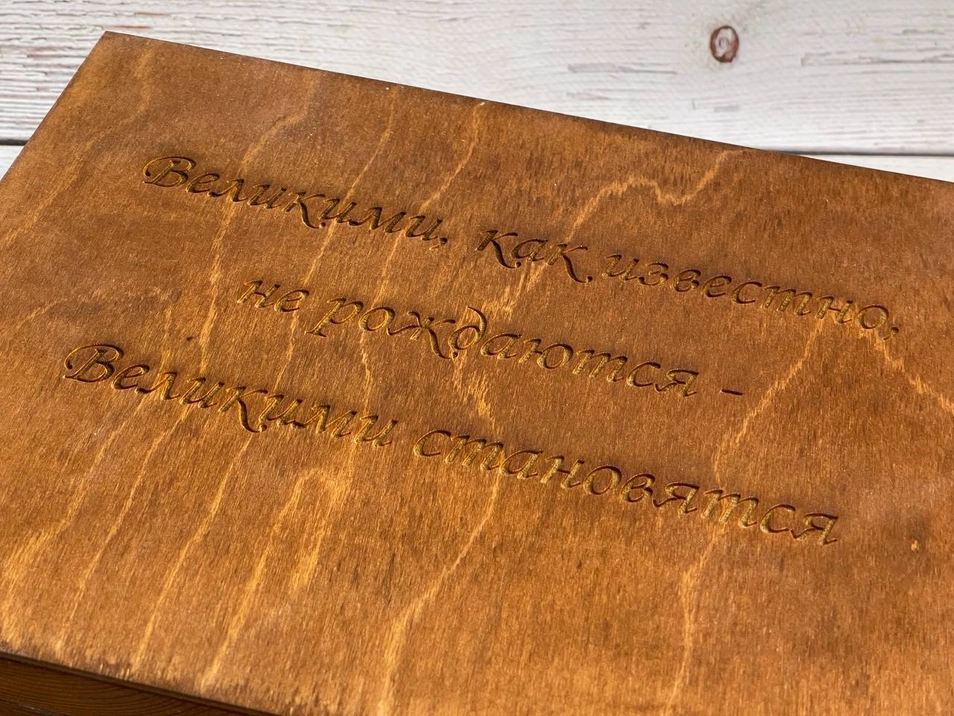 Великими, как известно,
не рождаются -
Великими становятся